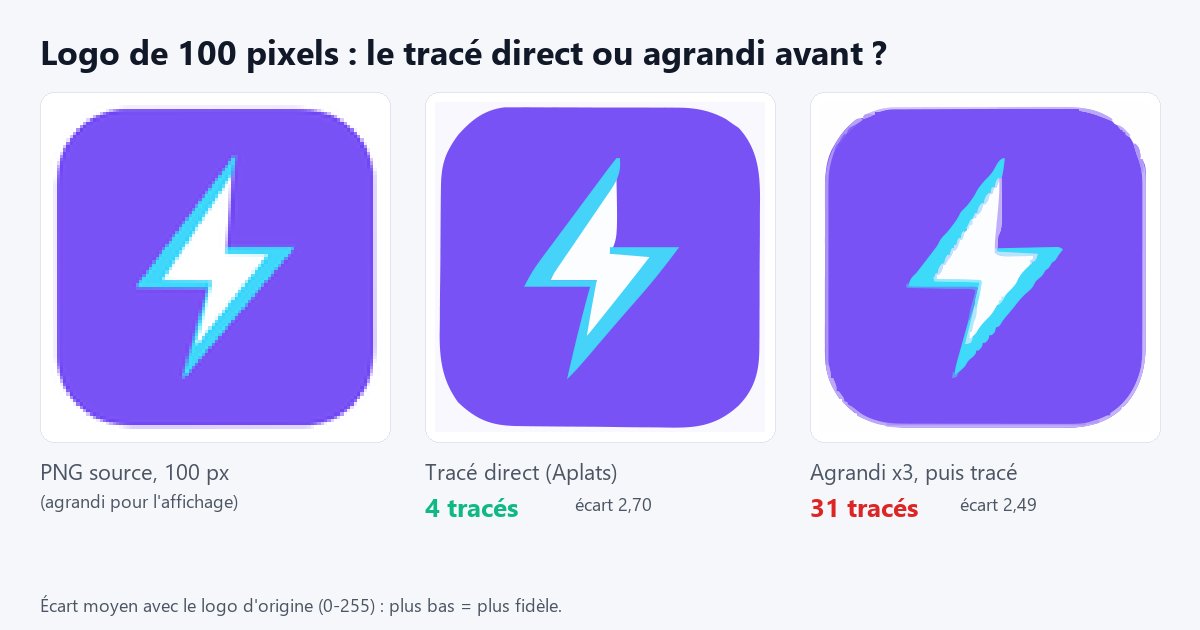 Logo de 100 pixels : le tracé direct ou agrandi avant ?
PNG source, 100 px
(agrandi pour l'affichage)
Tracé direct (Aplats)
4 tracés
écart 2,70
Agrandi x3, puis tracé
31 tracés
écart 2,49
Écart moyen avec le logo d'origine (0-255) : plus bas = plus fidèle.